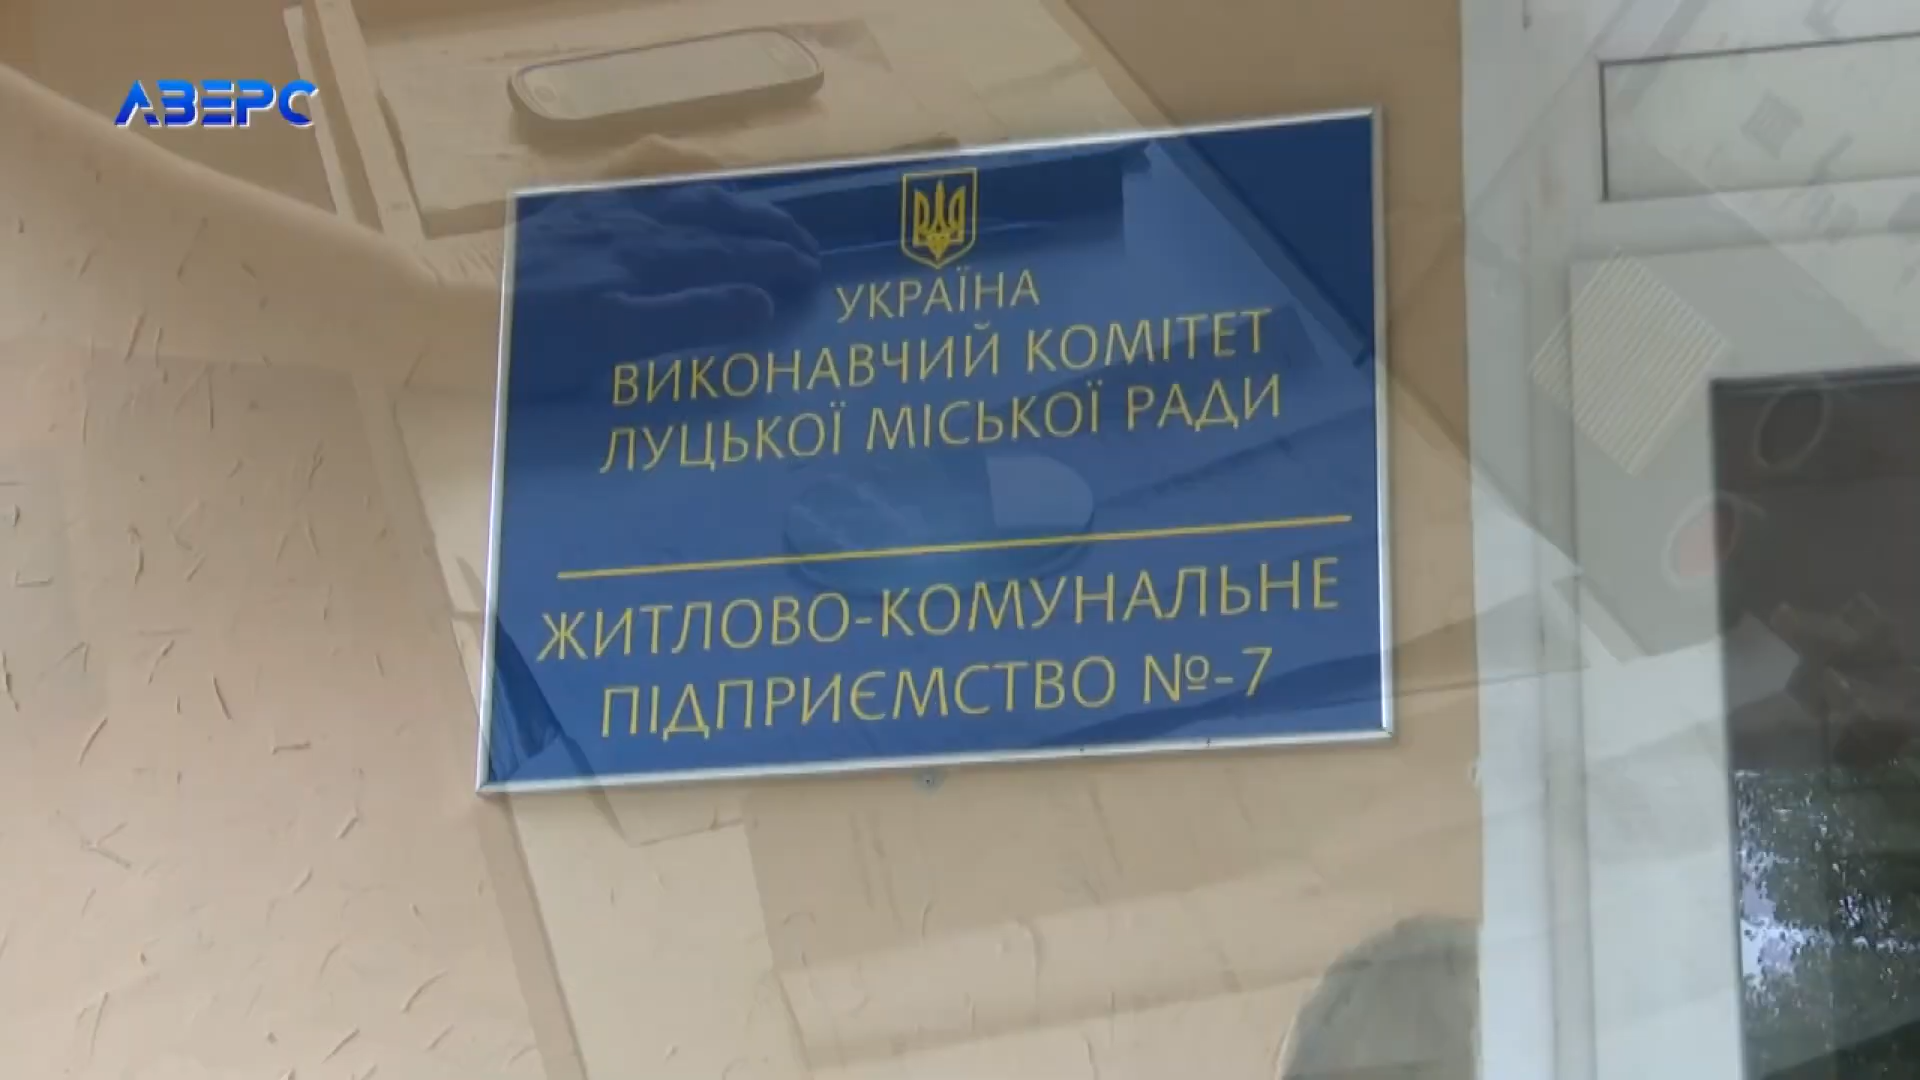 АВЕРС
УКРАЇНА
ВИКОНАВЧИЙ КОМІТЕТ
ЛУЦЬКОЇ МІСЬКОЇ РАДИ
ЖИТЛОВО-КОМУНАЛЬНЕ
ПІДПРИЄМСТВО №-7